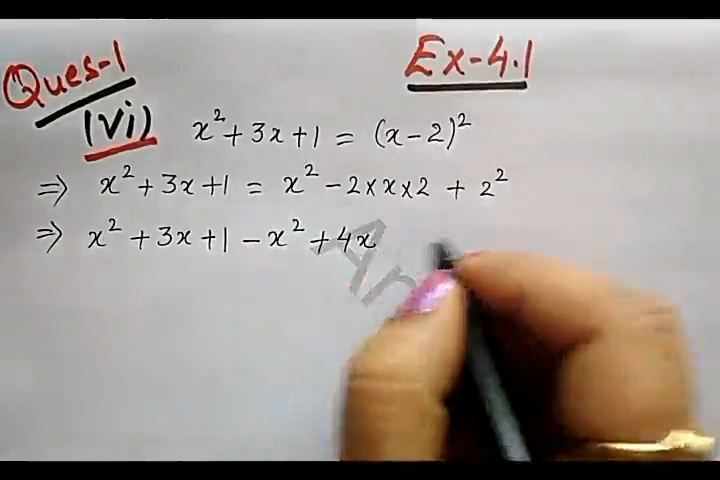 Ques-1
Ex-4.1
(vi) x² + 3x + 1 = (x - 2)²
⇒ x² + 3x + 1 = x² - 2 × x × 2 + 2²
⇒ x² + 3x + 1 - x² + 4x